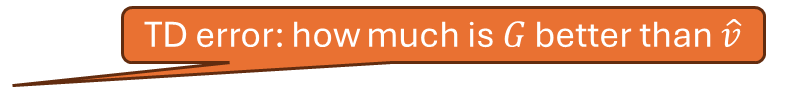 TD error: how much is G better than v̂